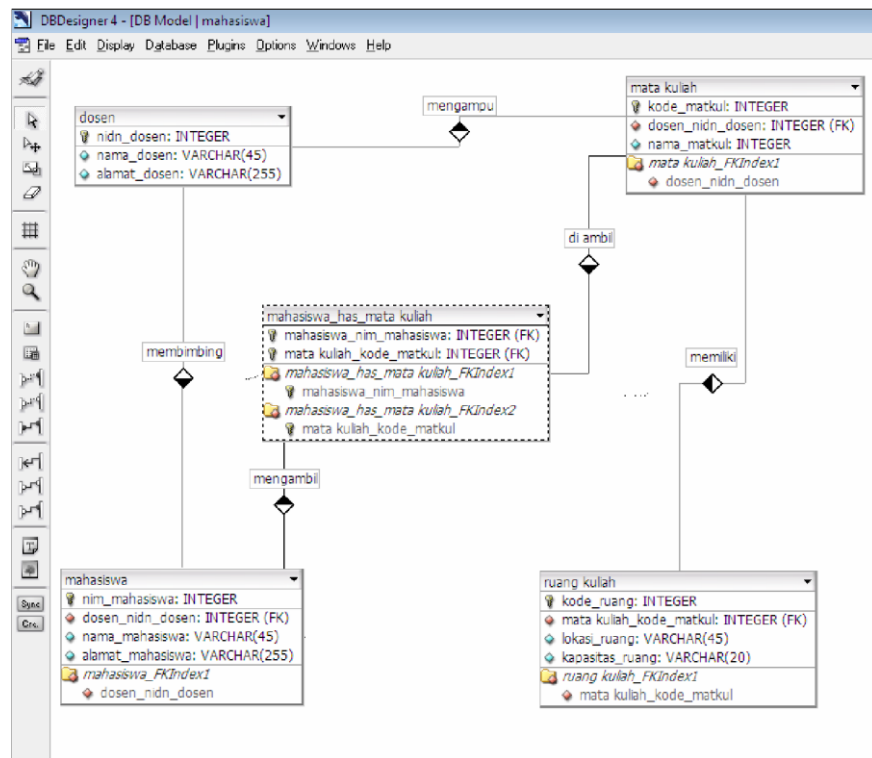 DBDesigner 4 - [DB Model | mahasiswa]
File Edit Display Database Plugins Options Windows Help
mengampu
dosen
nidn_dosen: INTEGER
nama_dosen: VARCHAR(45)
alamat_dosen: VARCHAR(255)
mata kuliah
kode_matkul: INTEGER
dosen_nidn_dosen: INTEGER (FK)
nama_matkul: INTEGER
mata kuliah_FKIndex1
dosen_nidn_dosen
di ambil
mahasiswa_has_mata kuliah
mahasiswa_nim_mahasiswa: INTEGER (FK)
mata kuliah_kode_matkul: INTEGER (FK)
mahasiswa_has_mata kuliah_FKIndex1
mahasiswa_nim_mahasiswa
mahasiswa_has_mata kuliah_FKIndex2
mata kuliah_kode_matkul
membimbing
memiliki
mengambil
mahasiswa
nim_mahasiswa: INTEGER
dosen_nidn_dosen: INTEGER (FK)
nama_mahasiswa: VARCHAR(45)
alamat_mahasiswa: VARCHAR(255)
mahasiswa_FKIndex1
dosen_nidn_dosen
ruang kuliah
kode_ruang: INTEGER
mata kuliah_kode_matkul: INTEGER (FK)
lokasi_ruang: VARCHAR(45)
kapasitas_ruang: VARCHAR(20)
ruang kuliah_FKIndex1
mata kuliah_kode_matkul
Sync